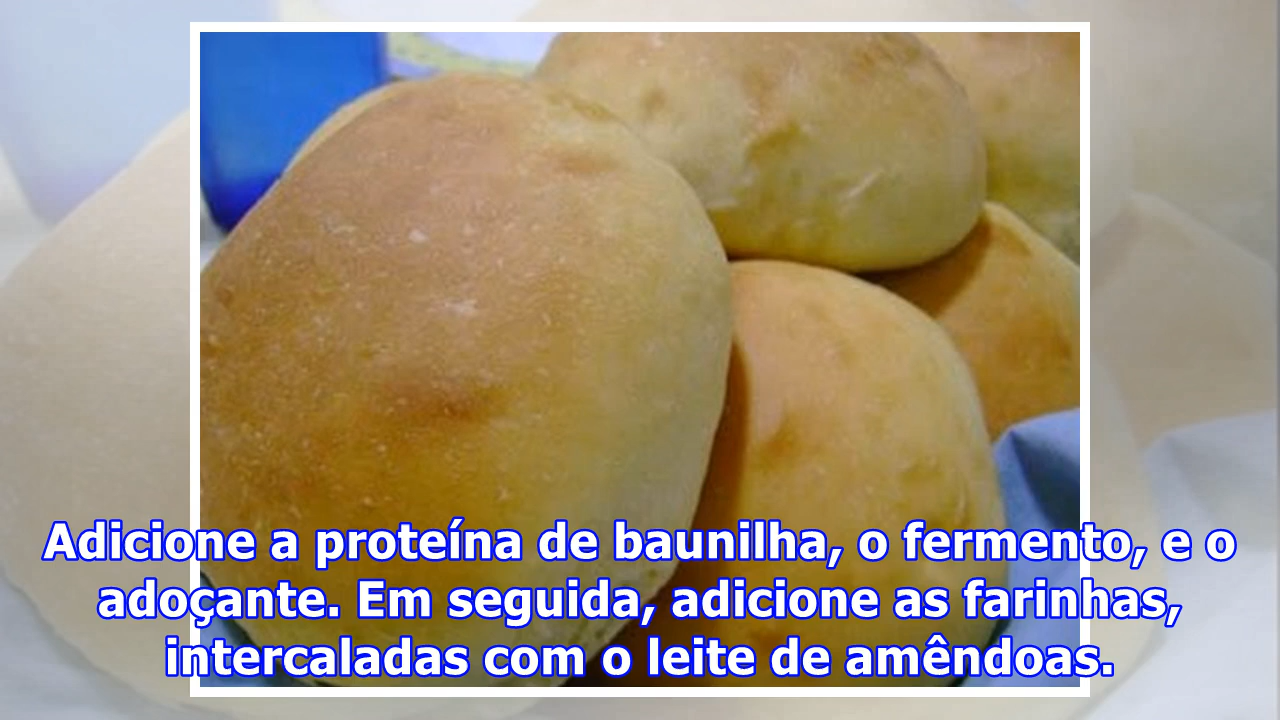 Adicione a proteína de baunilha, o fermento, e o
adoçante. Em seguida, adicione as farinhas,
intercaladas com o leite de amêndoas.